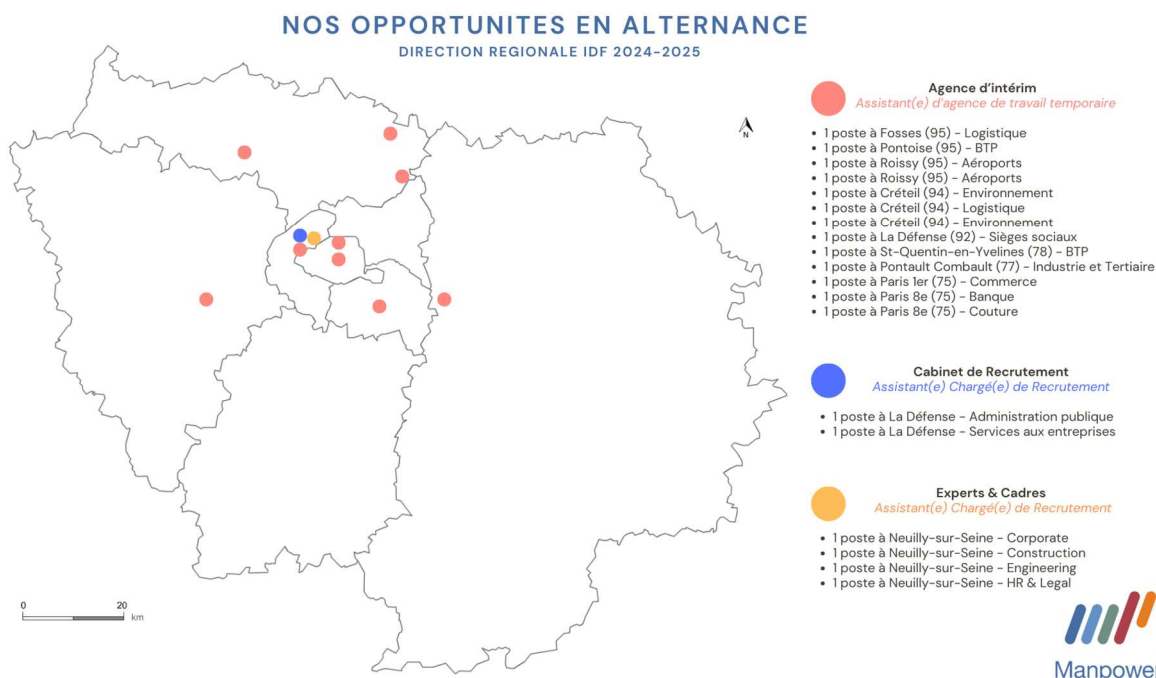 NOS OPPORTUNITES EN ALTERNANCE
DIRECTION REGIONALE IDF 2024-2025
N
Agence d'intérim
Assistant(e) d'agence de travail temporaire
• 1 poste à Fosses (95) - Logistique
• 1 poste à Pontoise (95) - BTP
• 1 poste à Roissy (95) - Aéroports
• 1 poste à Roissy (95) - Aéroports
• 1 poste à Créteil (94) - Environnement
• 1 poste à Créteil (94) - Logistique
• 1 poste à Créteil (94) - Environnement
• 1 poste à La Défense (92) - Sièges sociaux
• 1 poste à St-Quentin-en-Yvelines (78) - BTP
• 1 poste à Pontault Combault (77) - Industrie et Tertiaire
• 1 poste à Paris 1er (75) - Commerce
• 1 poste à Paris 8e (75) - Banque
• 1 poste à Paris 8e (75) - Couture
Cabinet de Recrutement
Assistant(e) Chargé(e) de Recrutement
• 1 poste à La Défense - Administration publique
• 1 poste à La Défense - Services aux entreprises
Experts & Cadres
Assistant(e) Chargé(e) de Recrutement
• 1 poste à Neuilly-sur-Seine - Corporate
• 1 poste à Neuilly-sur-Seine - Construction
• 1 poste à Neuilly-sur-Seine - Engineering
• 1 poste à Neuilly-sur-Seine - HR & Legal
0 20
km
Manpower